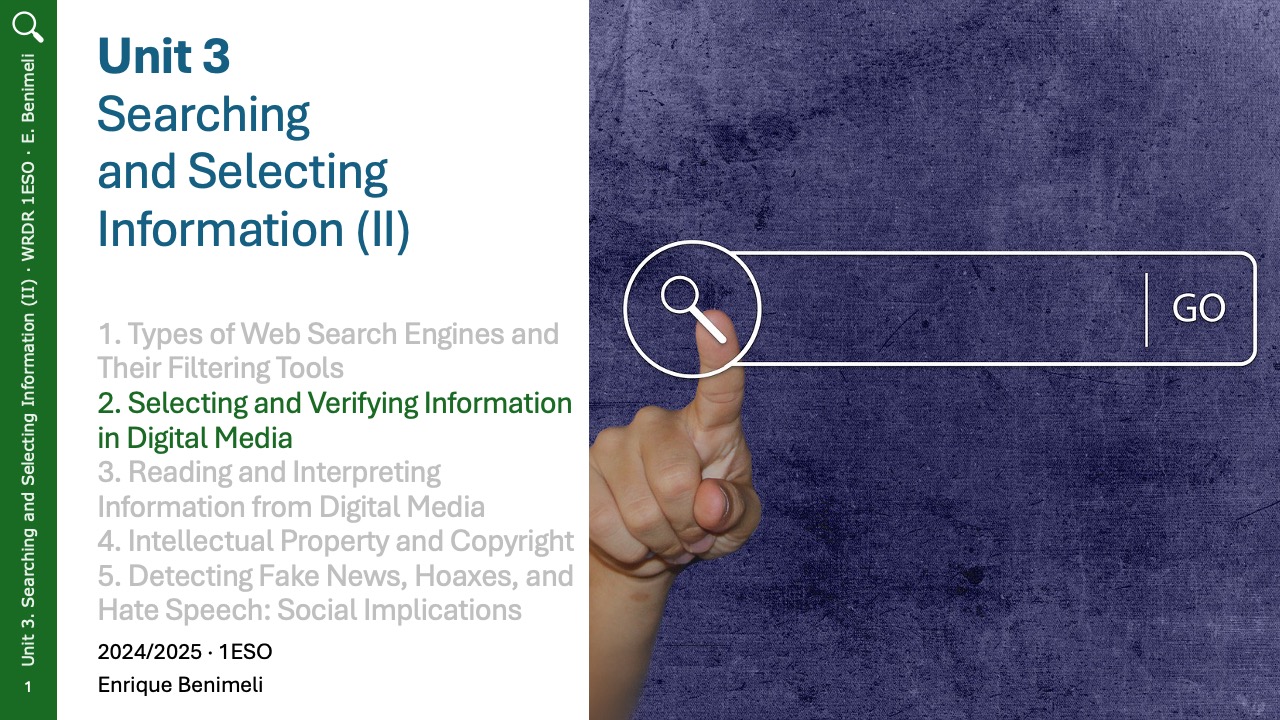 Unit 3. Searching and Selecting Information (II) · WRDR 1ESO · E. Benimeli
1
Unit 3
Searching
and Selecting
Information (II)
1. Types of Web Search Engines and
Their Filtering Tools
2. Selecting and Verifying Information
in Digital Media
3. Reading and Interpreting
Information from Digital Media
4. Intellectual Property and Copyright
5. Detecting Fake News, Hoaxes, and
Hate Speech: Social Implications
2024/2025 · 1ESO
Enrique Benimeli
GO